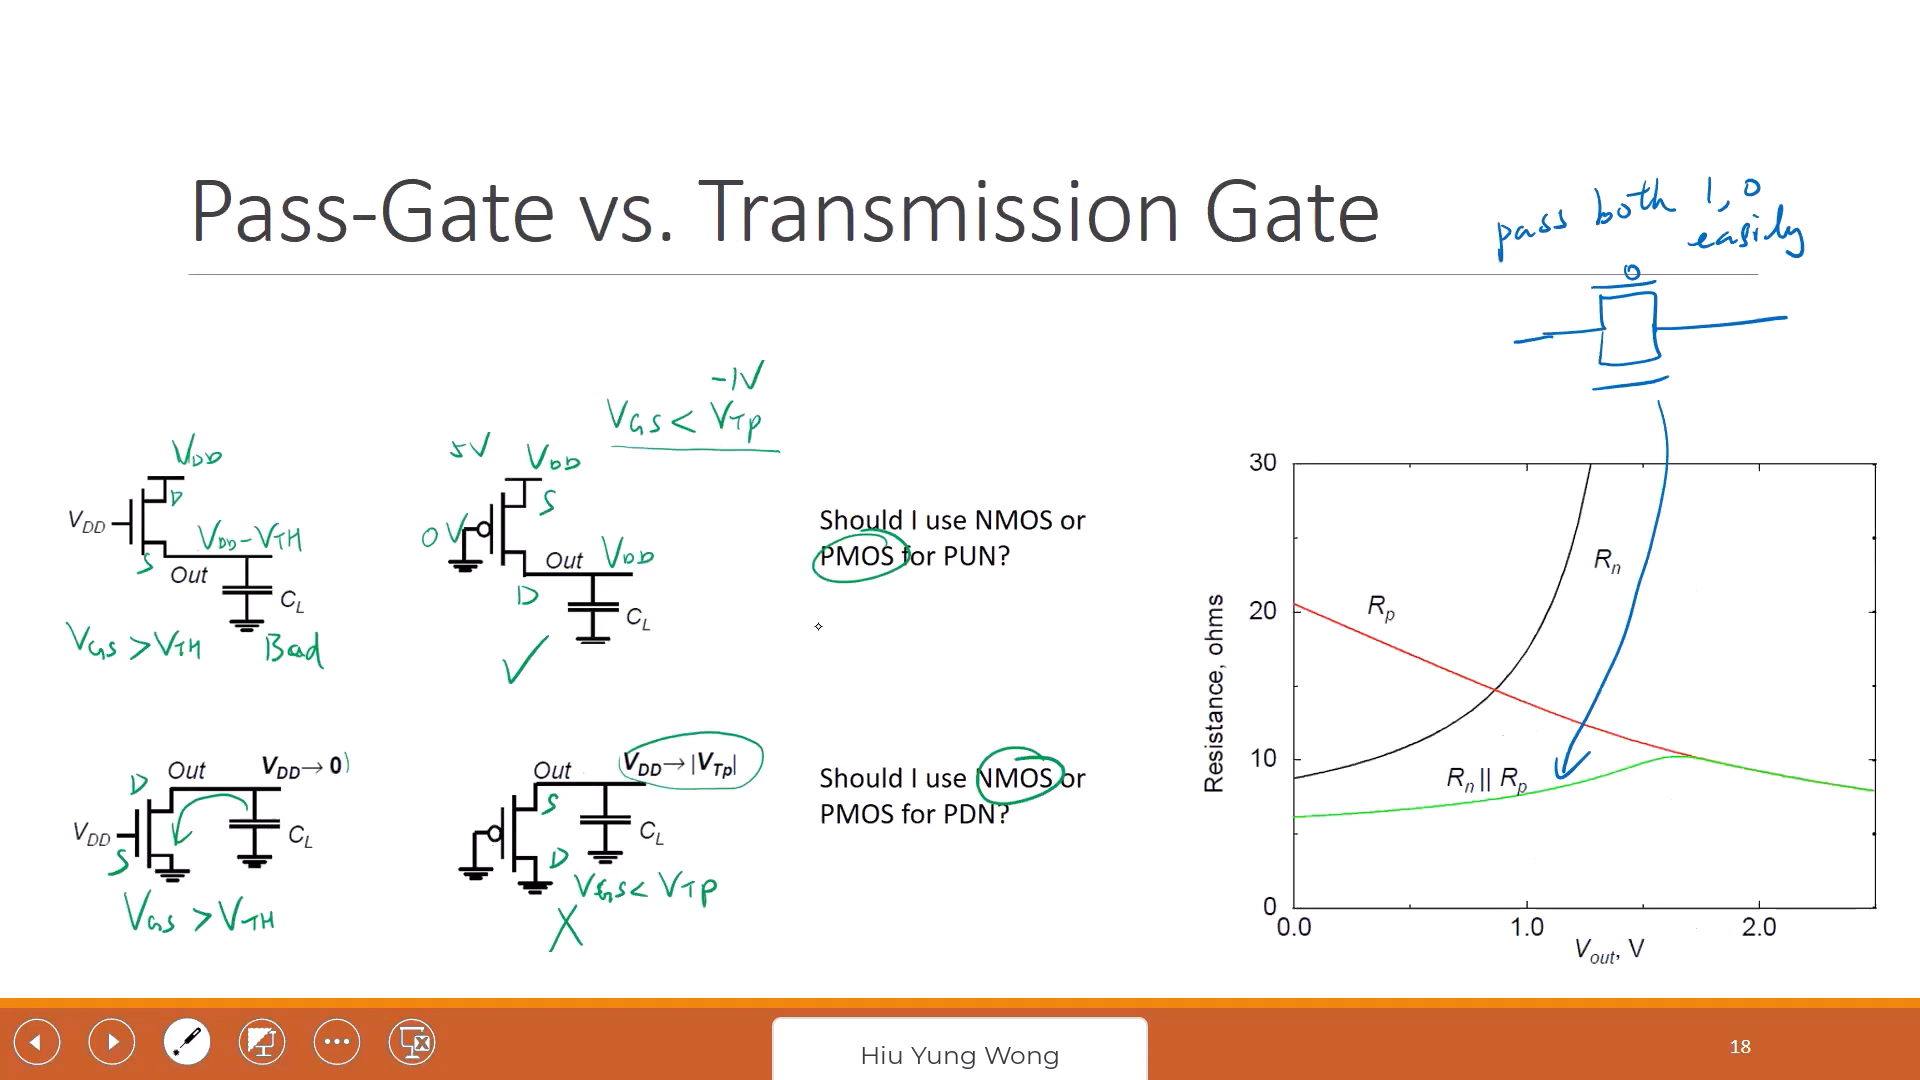 Pass-Gate vs. Transmission Gate
pass both 1, 0
easily
0
-1V
VGS < VTp
VDD
D
VDD
VDD-VTH
S
Out
CL
VGS > VTH
Bad
5V
VDD
S
0V
Out
VDD
D
CL
✓
Should I use NMOS or
PMOS for PUN?
D
Out
VDD→0
VDD
S
CL
VGS > VTH
Out
VDD→|VTp|
S
CL
D
VGS < VTP
X
Should I use NMOS or
PMOS for PDN?
30
20
10
0
Resistance, ohms
Rn
Rp
Rn || Rp
0.0 1.0 2.0
Vout, V
Hiu Yung Wong
18